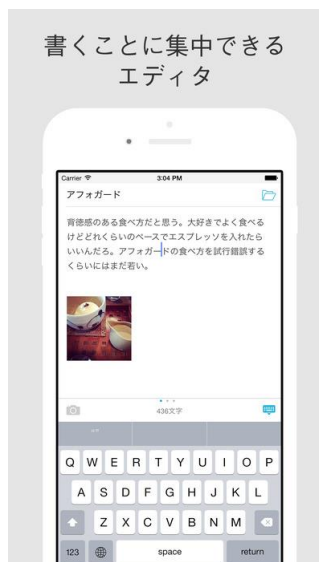 書くことに集中できる
エディタ
Carrier 3:04 PM
アフォガード
背徳感のある食べ方だと思う。大好きでよく食べる
けどどれくらいのペースでエスプレッソを入れたら
いいんだろ。アフォガードの食べ方を試行錯誤する
くらいにはまだ若い。
436文字
Q W E R T Y U I O P
A S D F G H J K L
Z X C V B N M
123 space return